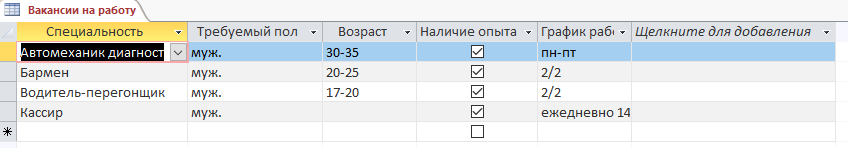 Вакансии на работу
Специальность Требуемый пол Возраст Наличие опыта График раб Щелкните для добавления
Автомеханик диагност муж. 30-35 пн-пт
Бармен муж. 20-25 2/2
Водитель-перегонщик муж. 17-20 2/2
Кассир муж. ежедневно 14